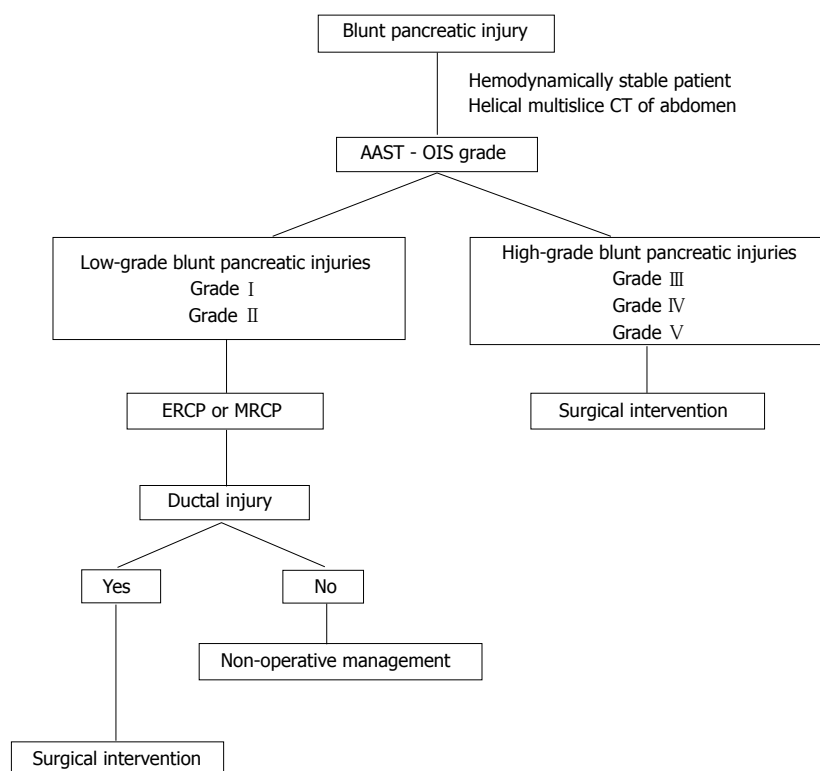 Blunt pancreatic injury
Hemodynamically stable patient
Helical multislice CT of abdomen
AAST - OIS grade
Low-grade blunt pancreatic injuries
Grade Ⅰ
Grade Ⅱ
High-grade blunt pancreatic injuries
Grade Ⅲ
Grade Ⅳ
Grade Ⅴ
ERCP or MRCP
Surgical intervention
Ductal injury
Yes
No
Non-operative management
Surgical intervention